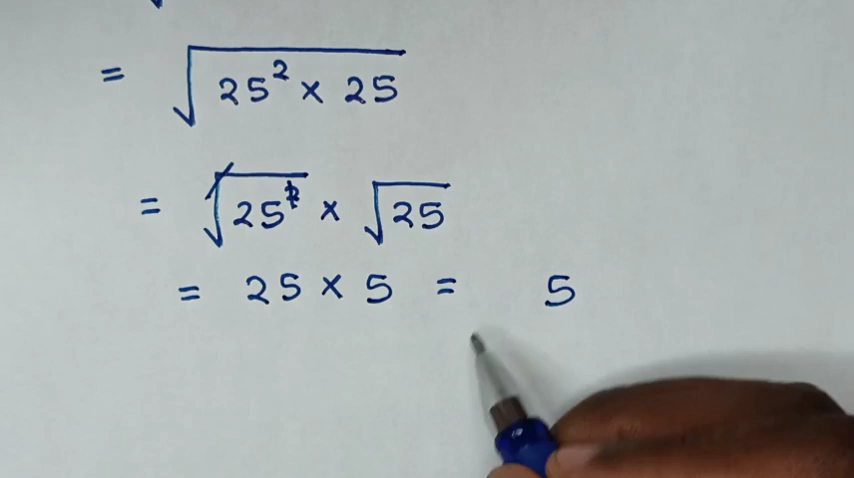 = √25² × 25
= √25² × √25
= 25 × 5 = 5